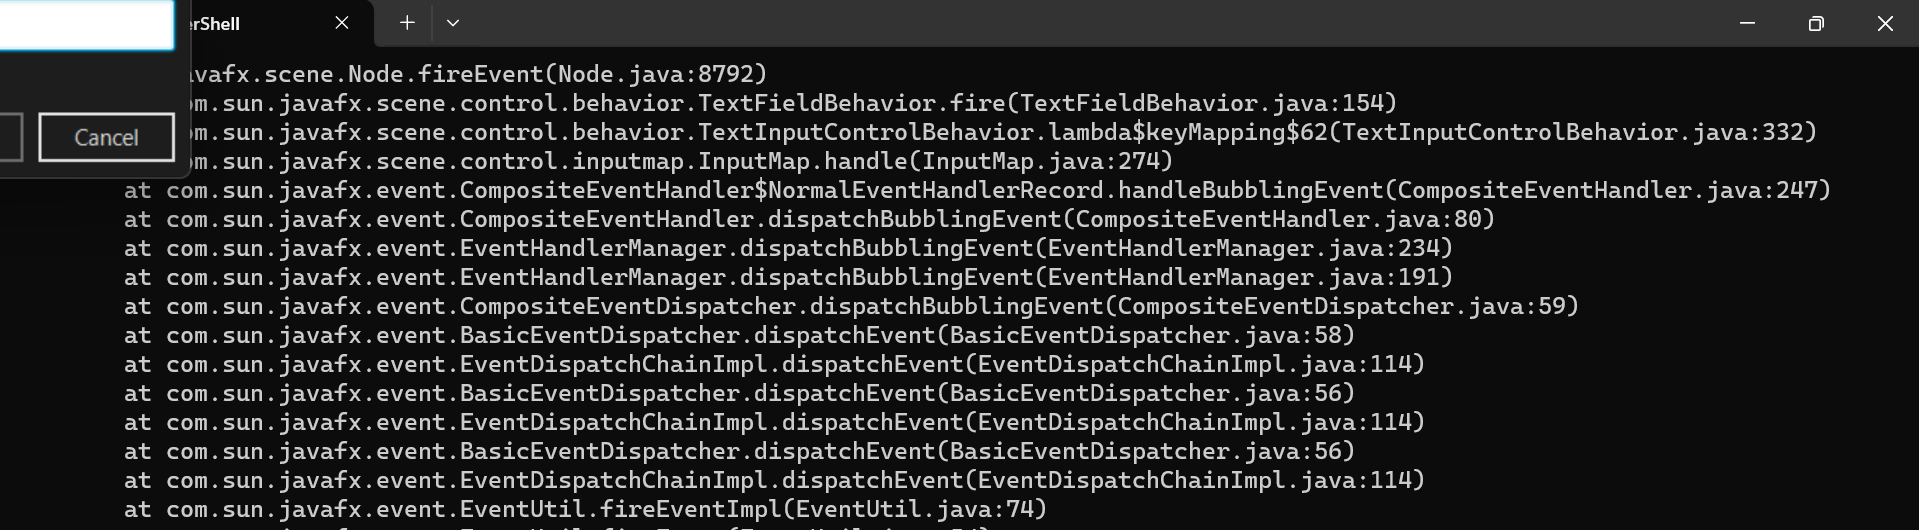 erShell
avafx.scene.Node.fireEvent(Node.java:8792)
om.sun.javafx.scene.control.behavior.TextFieldBehavior.fire(TextFieldBehavior.java:154)
Cancel
om.sun.javafx.scene.control.behavior.TextInputControlBehavior.lambda$keyMapping$62(TextInputControlBehavior.java:332)
om.sun.javafx.scene.control.inputmap.InputMap.handle(InputMap.java:274)
at com.sun.javafx.event.CompositeEventHandler$NormalEventHandlerRecord.handleBubblingEvent(CompositeEventHandler.java:247)
at com.sun.javafx.event.CompositeEventHandler.dispatchBubblingEvent(CompositeEventHandler.java:80)
at com.sun.javafx.event.EventHandlerManager.dispatchBubblingEvent(EventHandlerManager.java:234)
at com.sun.javafx.event.EventHandlerManager.dispatchBubblingEvent(EventHandlerManager.java:191)
at com.sun.javafx.event.CompositeEventDispatcher.dispatchBubblingEvent(CompositeEventDispatcher.java:59)
at com.sun.javafx.event.BasicEventDispatcher.dispatchEvent(BasicEventDispatcher.java:58)
at com.sun.javafx.event.EventDispatchChainImpl.dispatchEvent(EventDispatchChainImpl.java:114)
at com.sun.javafx.event.BasicEventDispatcher.dispatchEvent(BasicEventDispatcher.java:56)
at com.sun.javafx.event.EventDispatchChainImpl.dispatchEvent(EventDispatchChainImpl.java:114)
at com.sun.javafx.event.BasicEventDispatcher.dispatchEvent(BasicEventDispatcher.java:56)
at com.sun.javafx.event.EventDispatchChainImpl.dispatchEvent(EventDispatchChainImpl.java:114)
at com.sun.javafx.event.EventUtil.fireEventImpl(EventUtil.java:74)